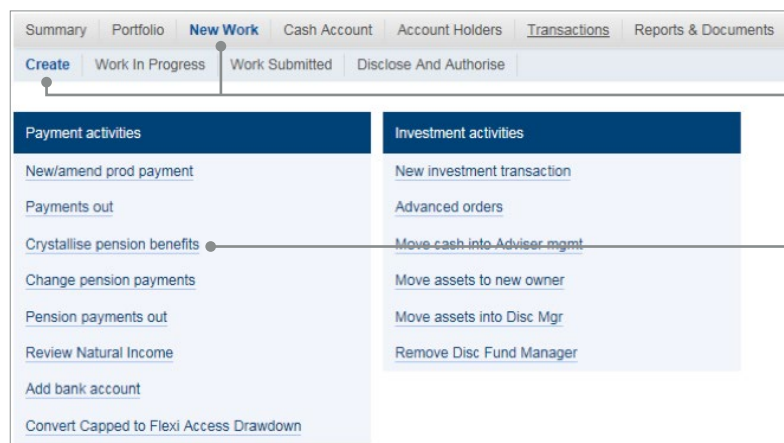 Summary Portfolio New Work Cash Account Account Holders Transactions Reports & Documents
Create Work In Progress Work Submitted Disclose And Authorise
Payment activities
New/amend prod payment
Payments out
Crystallise pension benefits
Change pension payments
Pension payments out
Review Natural Income
Add bank account
Convert Capped to Flexi Access Drawdown
Investment activities
New investment transaction
Advanced orders
Move cash into Adviser mgmt
Move assets to new owner
Move assets into Disc Mgr
Remove Disc Fund Manager